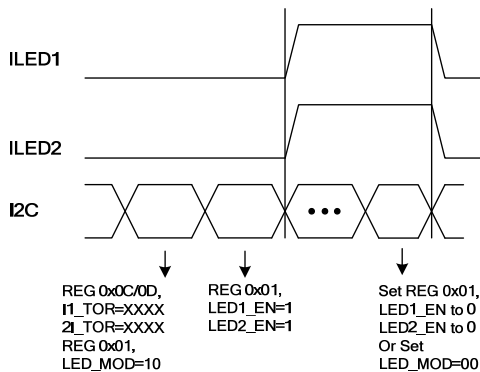 ILED1
ILED2
I2C
REG 0x0C/0D,
I1_TOR=XXXX
2I_TOR=XXXX
REG 0x01,
LED_MOD=10
REG 0x01,
LED1_EN=1
LED2_EN=1
Set REG 0x01,
LED1_EN to 0
LED2_EN to 0
Or Set
LED_MOD=00